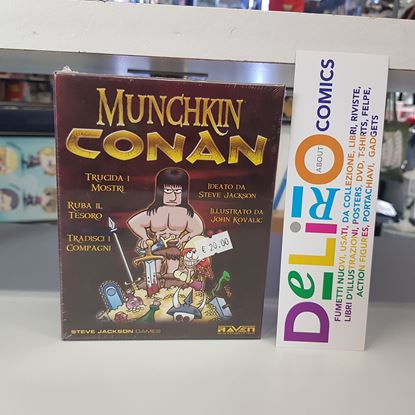 MUNCHKIN
CONAN
TRUCIDA I
MOSTRI
RUBA IL
TESORO
TRADISCI I
COMPAGNI
IDEATO DA
STEVE JACKSON
ILLUSTRATO DA
JOHN KOVALIC
€ 20.00
STEVE JACKSON GAMES
RAVEN
DeLiRiO
ABOUT
COMICS
FUMETTI NUOVI, USATI, DA COLLEZIONE, LIBRI, RIVISTE,
LIBRI D'ILLUSTRAZIONI, POSTERS, DVD, T-SHIRTS, FELPE,
ACTION FIGURES, PORTACHIAVI, GADGETS